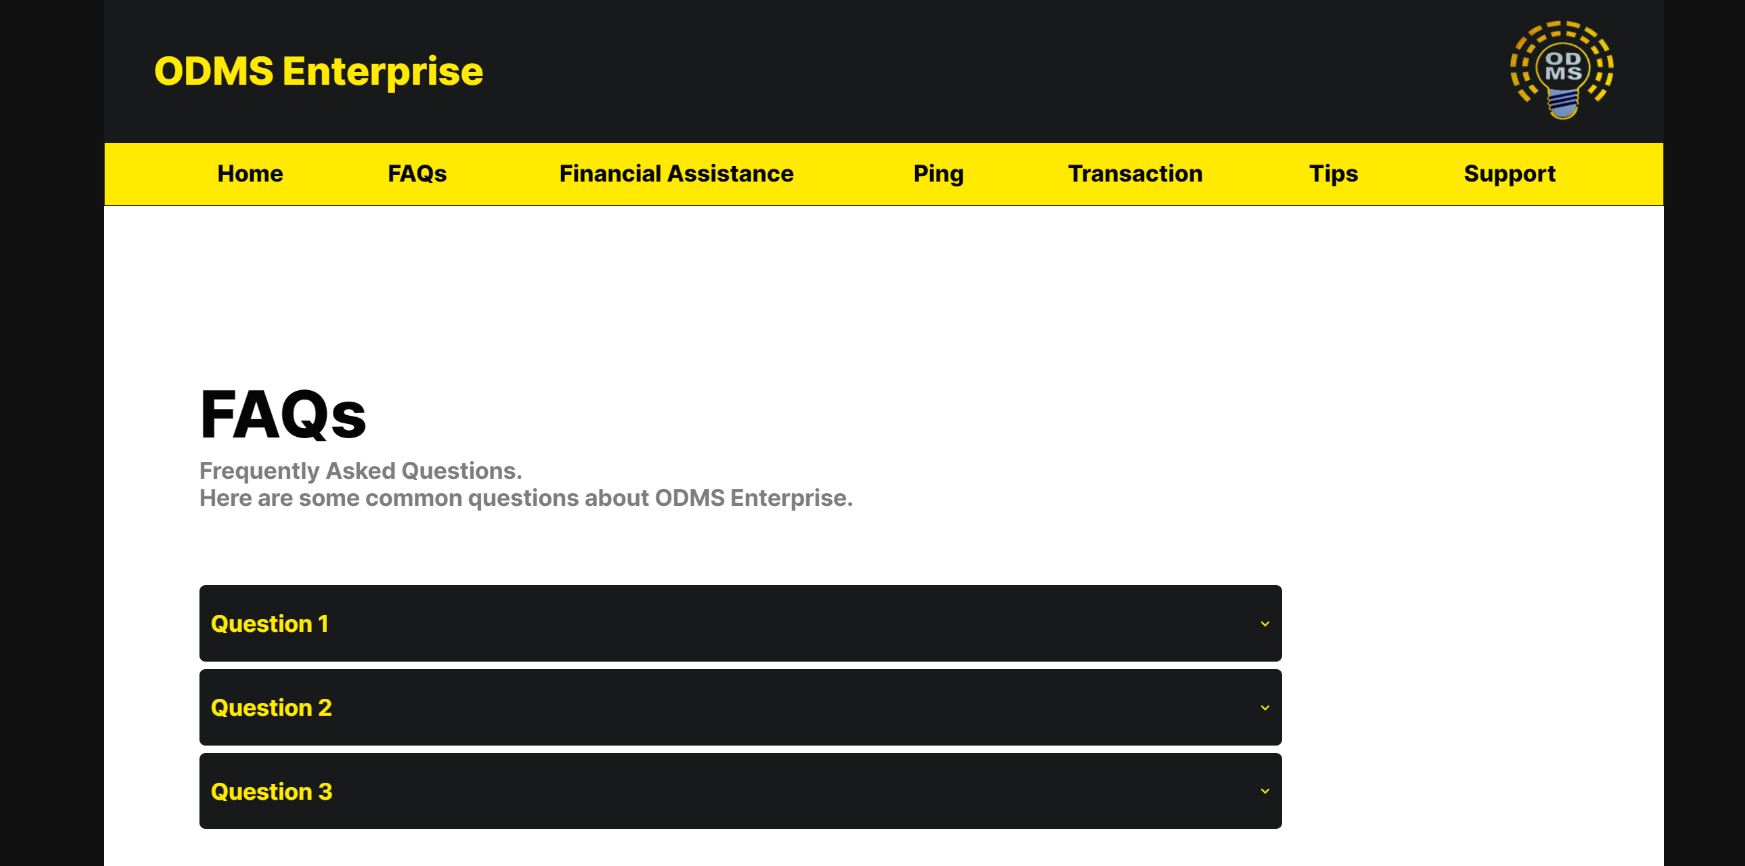 ODMS Enterprise
OD
MS
Home FAQs Financial Assistance Ping Transaction Tips Support
FAQs
Frequently Asked Questions.
Here are some common questions about ODMS Enterprise.
Question 1
Question 2
Question 3